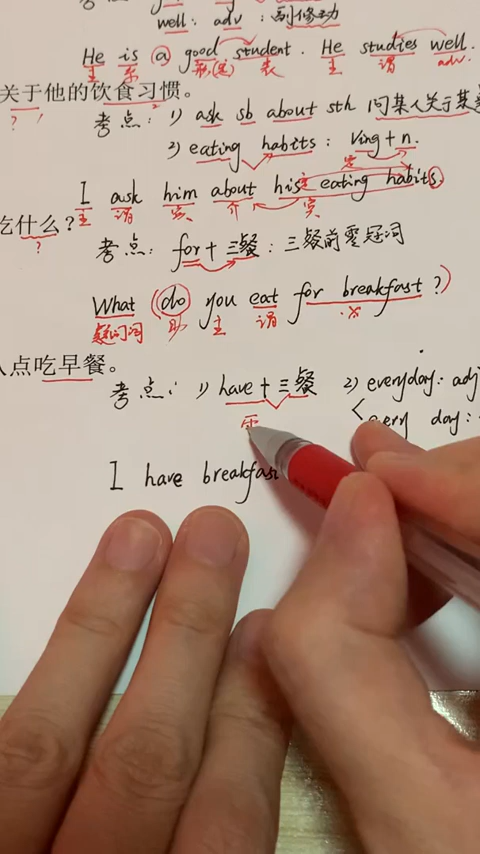 well: adv: 副修动
He is a good student. He studies well.
主 系 形(定) 表 主 谓 adv.
关于他的饮食习惯。
? 2
考点: 1) ask sb about sth 问某人关于某
2) eating habits: Ving+n.
定
I ask him about his eating habits.
主 谓 宾 介 定 宾
吃什么?
?
考点: for+三餐: 三餐前零冠词
What (do) you eat for breakfast?
疑问词 助 主 谓 状
点吃早餐。
考点: 1) have+三餐 2) everyday: adj
every day:
零
I have breakfas